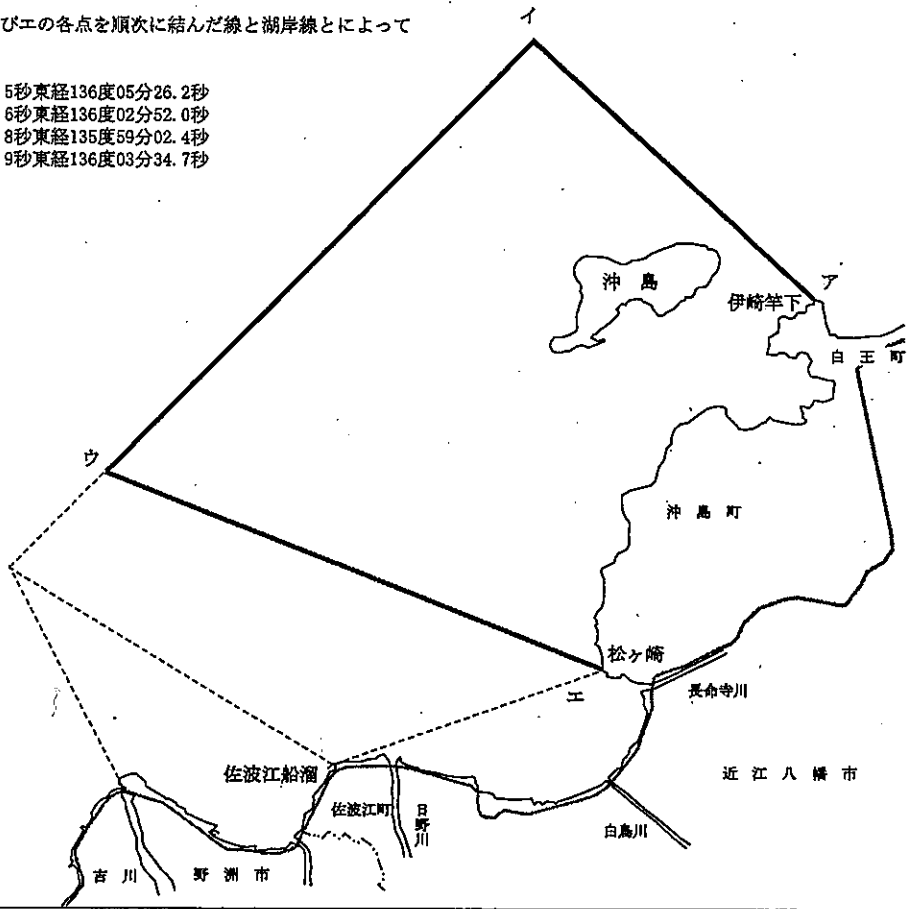 びエの各点を順次に結んだ線と湖岸線とによって
5秒東経136度05分26.2秒
6秒東経136度02分52.0秒
8秒東経135度59分02.4秒
9秒東経136度03分34.7秒
イ
沖 島
ア
伊崎竿下
白 王 町
ウ
沖 島 町
松ヶ崎
エ
長命寺川
佐波江船溜
近 江 八 幡 市
佐波江町
日野川
白鳥川
吉 川
野 洲 市